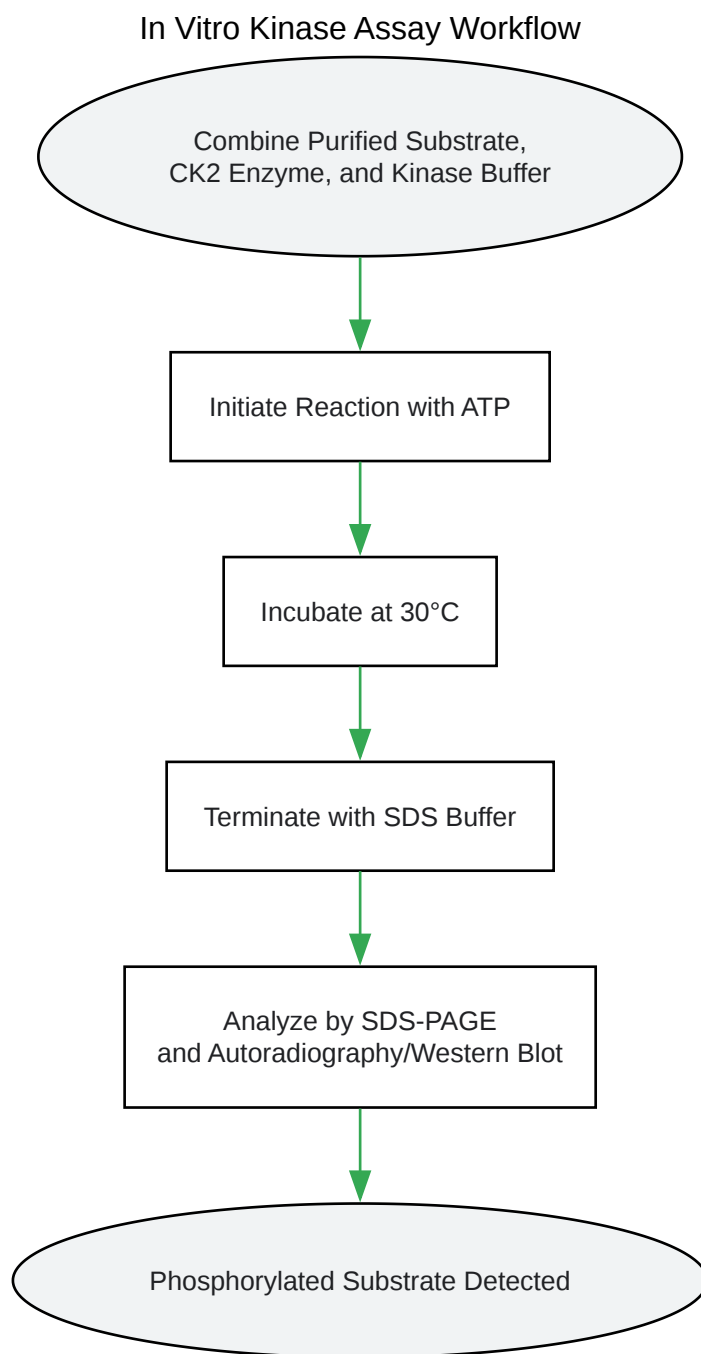 In Vitro Kinase Assay Workflow
Combine Purified Substrate,
CK2 Enzyme, and Kinase Buffer
Initiate Reaction with ATP
Incubate at 30°C
Terminate with SDS Buffer
Analyze by SDS-PAGE
and Autoradiography/Western Blot
Phosphorylated Substrate Detected